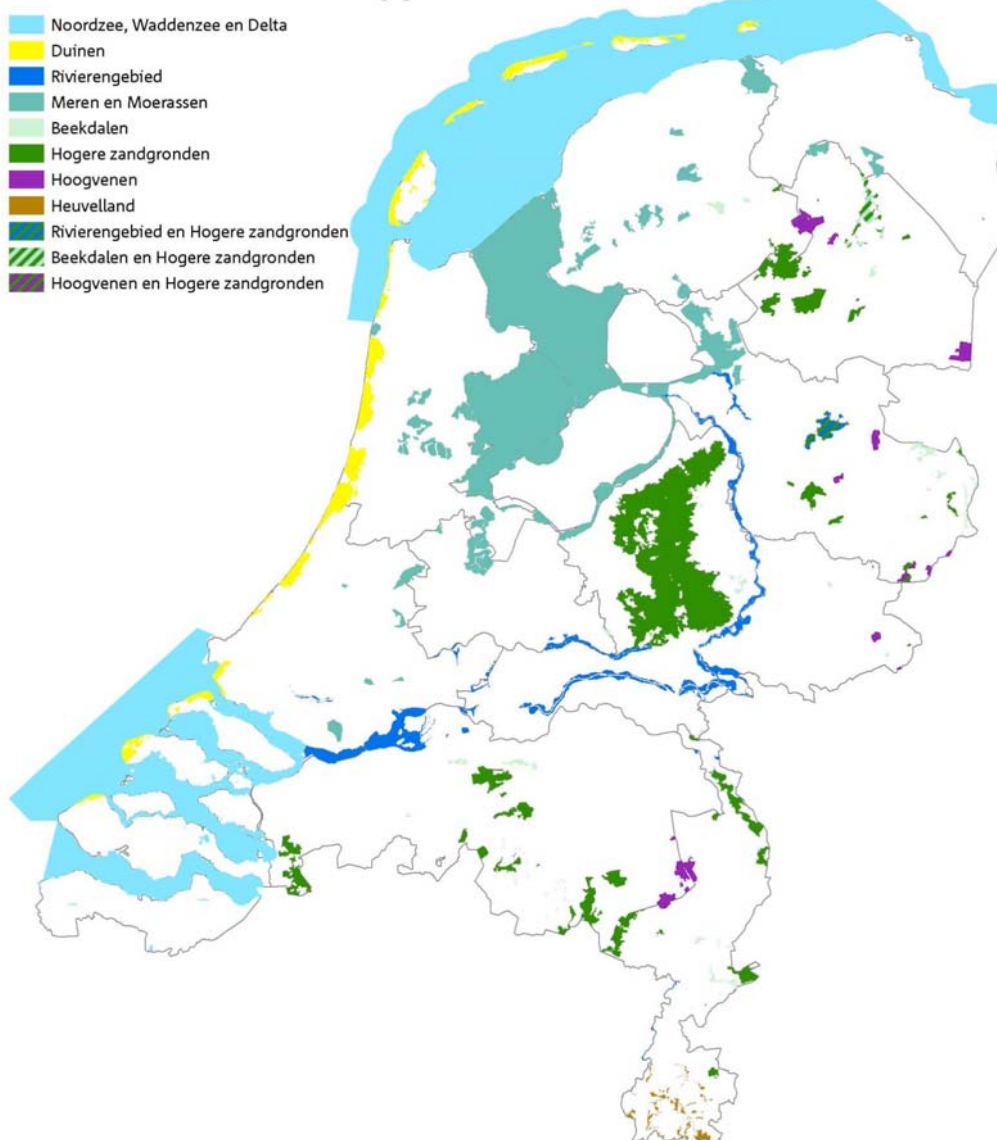 Noordzee, Waddenzee en Delta
Duinen
Rivierengebied
Meren en Moerassen
Beekdalen
Hogere zandgronden
Hoogvenen
Heuvelland
Rivierengebied en Hogere zandgronden
Beekdalen en Hogere zandgronden
Hoogvenen en Hogere zandgronden